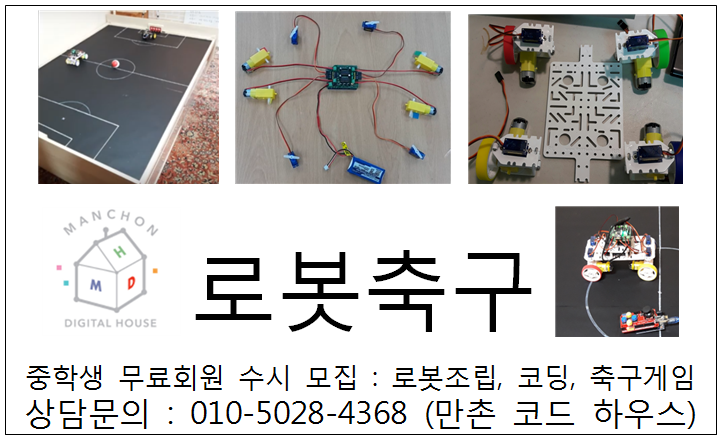 MANCHON
H
M D
DIGITAL HOUSE
로봇축구
중학생 무료회원 수시 모집 : 로봇조립, 코딩, 축구게임
상담문의 : 010-5028-4368 (만촌 코드 하우스)